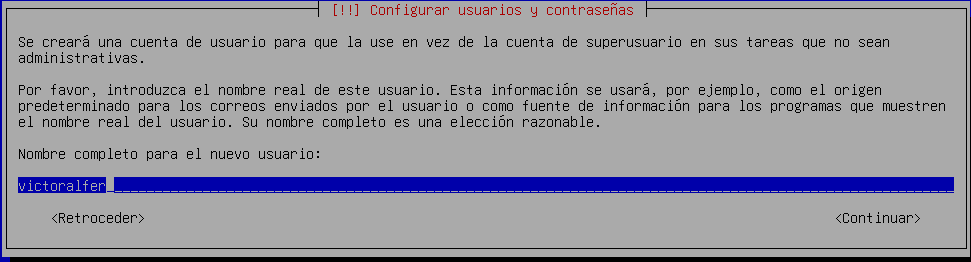 [!!] Configurar usuarios y contraseñas
Se creará una cuenta de usuario para que la use en vez de la cuenta de superusuario en sus tareas que no sean
administrativas.
Por favor, introduzca el nombre real de este usuario. Esta información se usará, por ejemplo, como el origen
predeterminado para los correos enviados por el usuario o como fuente de información para los programas que muestren
el nombre real del usuario. Su nombre completo es una elección razonable.
Nombre completo para el nuevo usuario:
victoralfer
<Retroceder> <Continuar>